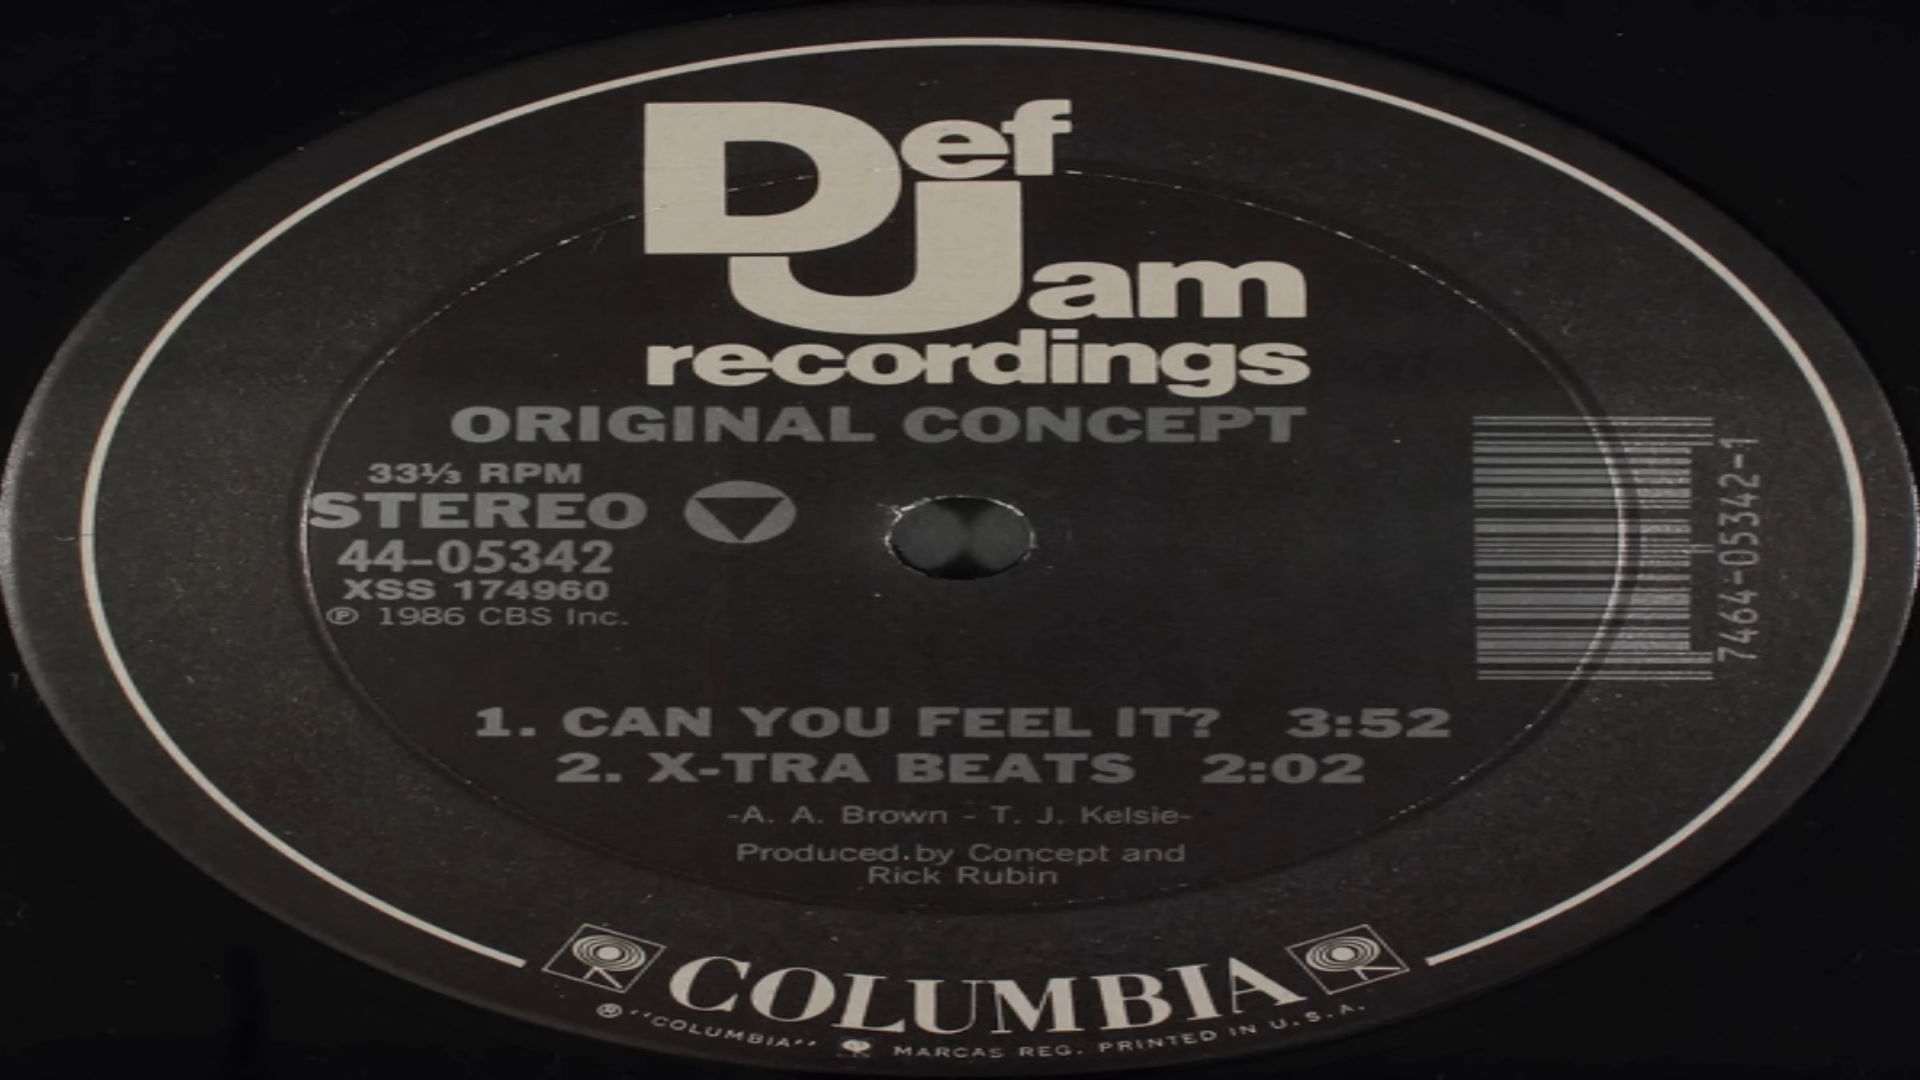 Def
Jam
recordings
ORIGINAL CONCEPT
33⅓ RPM
STEREO
44-05342
XSS 174960
℗ 1986 CBS Inc.
7464-05342-1
1. CAN YOU FEEL IT? 3:52
2. X-TRA BEATS 2:02
-A. A. Brown - T. J. Kelsie-
Produced by Concept and
Rick Rubin
COLUMBIA
® "COLUMBIA" MARCAS REG. PRINTED IN U.S.A.